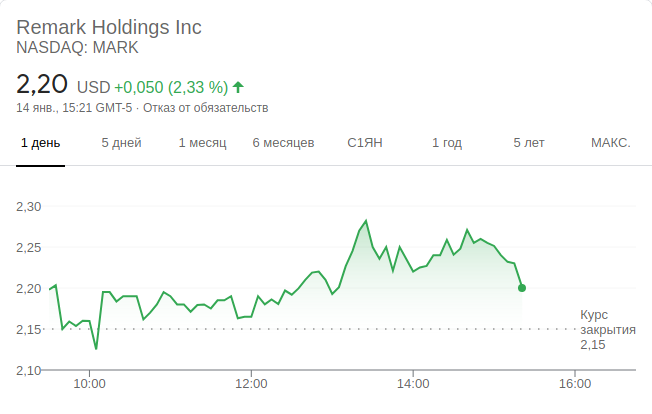 Remark Holdings Inc
NASDAQ: MARK
2,20 USD +0,050 (2,33 %)
14 янв., 15:21 GMT-5 · Отказ от обязательств
1 день 5 дней 1 месяц 6 месяцев С1ЯН 1 год 5 лет МАКС.
2,30
2,25
2,20
2,15
2,10
Курс
закрытия
2,15
10:00 12:00 14:00 16:00